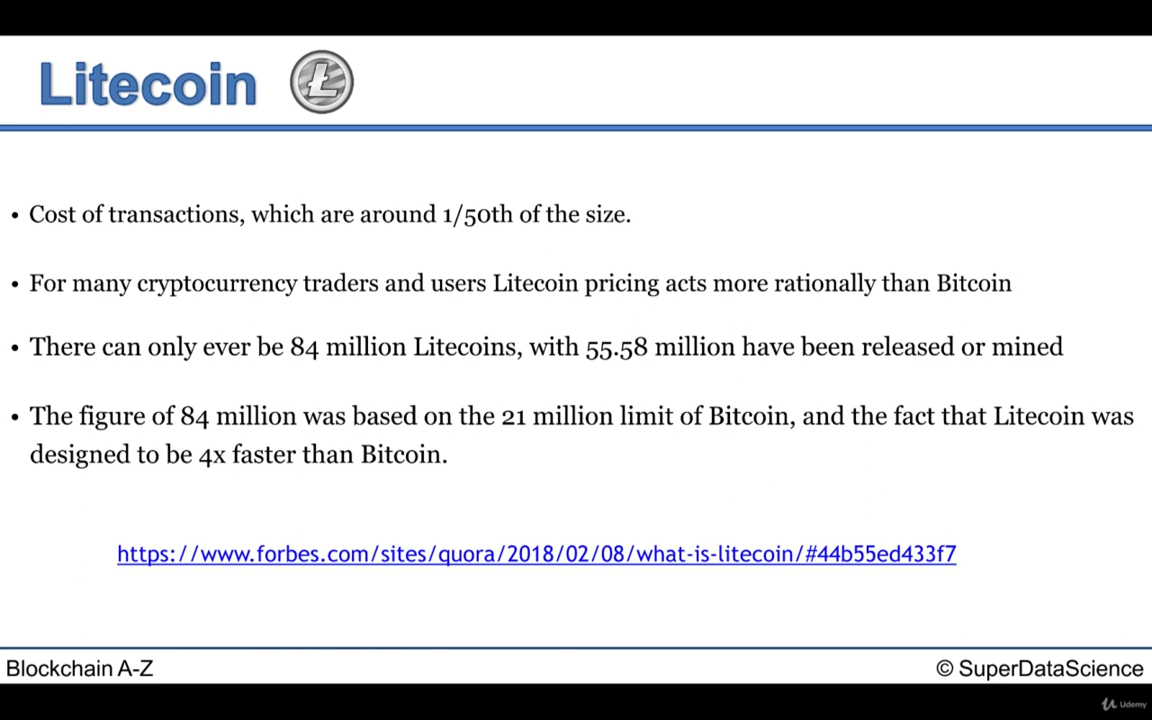 Litecoin
• Cost of transactions, which are around 1/50th of the size.
• For many cryptocurrency traders and users Litecoin pricing acts more rationally than Bitcoin
• There can only ever be 84 million Litecoins, with 55.58 million have been released or mined
• The figure of 84 million was based on the 21 million limit of Bitcoin, and the fact that Litecoin was
designed to be 4x faster than Bitcoin.
https://www.forbes.com/sites/quora/2018/02/08/what-is-litecoin/#44b55ed433f7
Blockchain A-Z
© SuperDataScience
Udemy